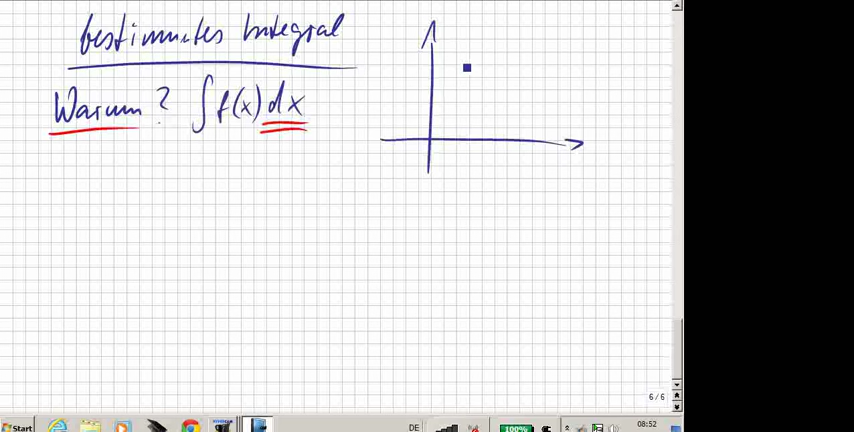 bestimmtes Integral
Warum? ∫f(x) dx
6/6
Start
DE
100%
08:52